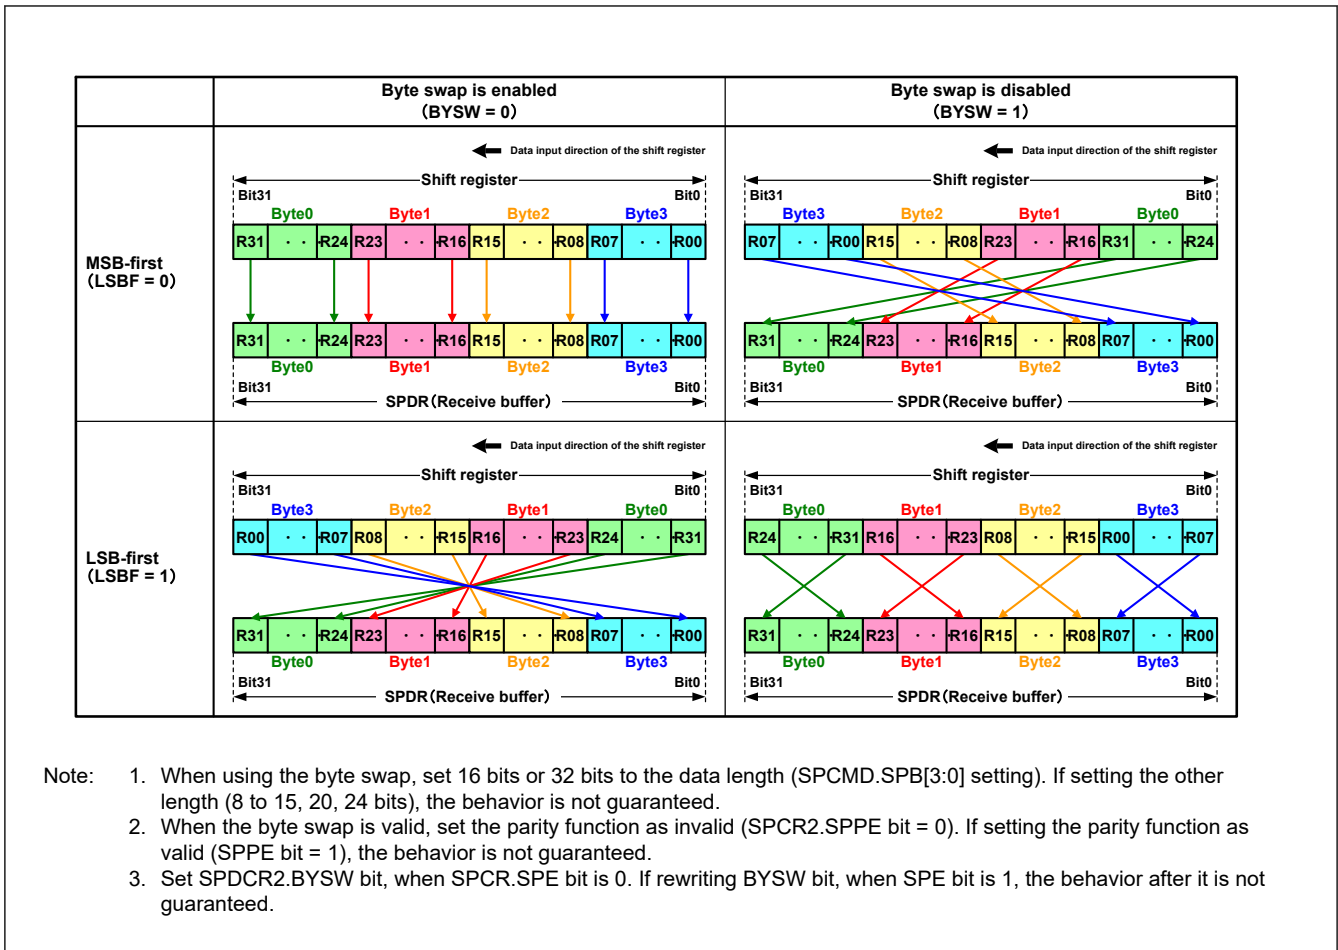 Byte swap is enabled
(BYSW = 0)
Byte swap is disabled
(BYSW = 1)
MSB-first
(LSBF = 0)
Data input direction of the shift register
Shift register
Bit31 Bit0
Byte0 Byte1 Byte2 Byte3
R31 · · R24 R23 · · R16 R15 · · R08 R07 · · R00
R31 · · R24 R23 · · R16 R15 · · R08 R07 · · R00
Byte0 Byte1 Byte2 Byte3
Bit31 Bit0
SPDR(Receive buffer)
Data input direction of the shift register
Shift register
Bit31 Bit0
Byte3 Byte2 Byte1 Byte0
R07 · · R00 R15 · · R08 R23 · · R16 R31 · · R24
R31 · · R24 R23 · · R16 R15 · · R08 R07 · · R00
Byte0 Byte1 Byte2 Byte3
Bit31 Bit0
SPDR(Receive buffer)
LSB-first
(LSBF = 1)
Data input direction of the shift register
Shift register
Bit31 Bit0
Byte3 Byte2 Byte1 Byte0
R00 · · R07 R08 · · R15 R16 · · R23 R24 · · R31
R31 · · R24 R23 · · R16 R15 · · R08 R07 · · R00
Byte0 Byte1 Byte2 Byte3
Bit31 Bit0
SPDR(Receive buffer)
Data input direction of the shift register
Shift register
Bit31 Bit0
Byte0 Byte1 Byte2 Byte3
R24 · · R31 R16 · · R23 R08 · · R15 R00 · · R07
R31 · · R24 R23 · · R16 R15 · · R08 R07 · · R00
Byte0 Byte1 Byte2 Byte3
Bit31 Bit0
SPDR(Receive buffer)
Note: 1. When using the byte swap, set 16 bits or 32 bits to the data length (SPCMD.SPB[3:0] setting). If setting the other
length (8 to 15, 20, 24 bits), the behavior is not guaranteed.
2. When the byte swap is valid, set the parity function as invalid (SPCR2.SPPE bit = 0). If setting the parity function as
valid (SPPE bit = 1), the behavior is not guaranteed.
3. Set SPDCR2.BYSW bit, when SPCR.SPE bit is 0. If rewriting BYSW bit, when SPE bit is 1, the behavior after it is not
guaranteed.